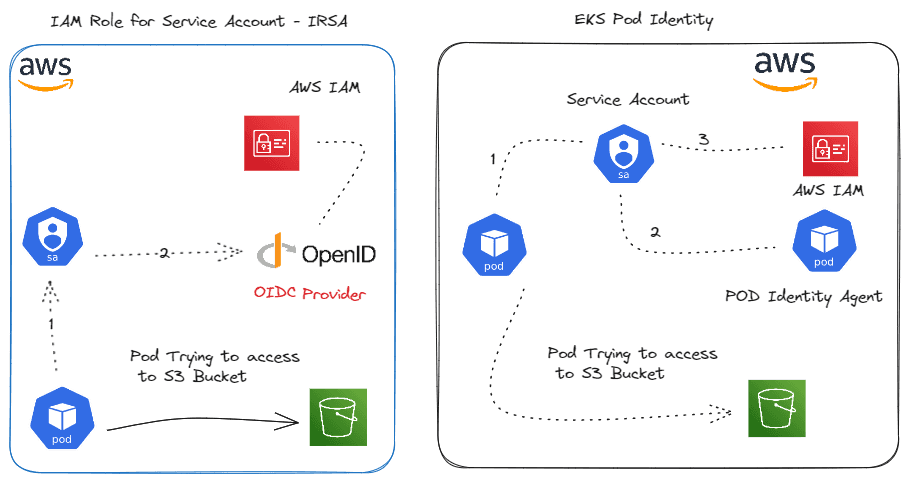 IAM Role for Service Account - IRSA
aws
AWS IAM
sa
2
OpenID
OIDC Provider
1
Pod Trying to access
to S3 Bucket
pod
EKS Pod Identity
aws
Service Account
1
sa
3
AWS IAM
2
pod
pod
POD Identity Agent
Pod Trying to access
to S3 Bucket